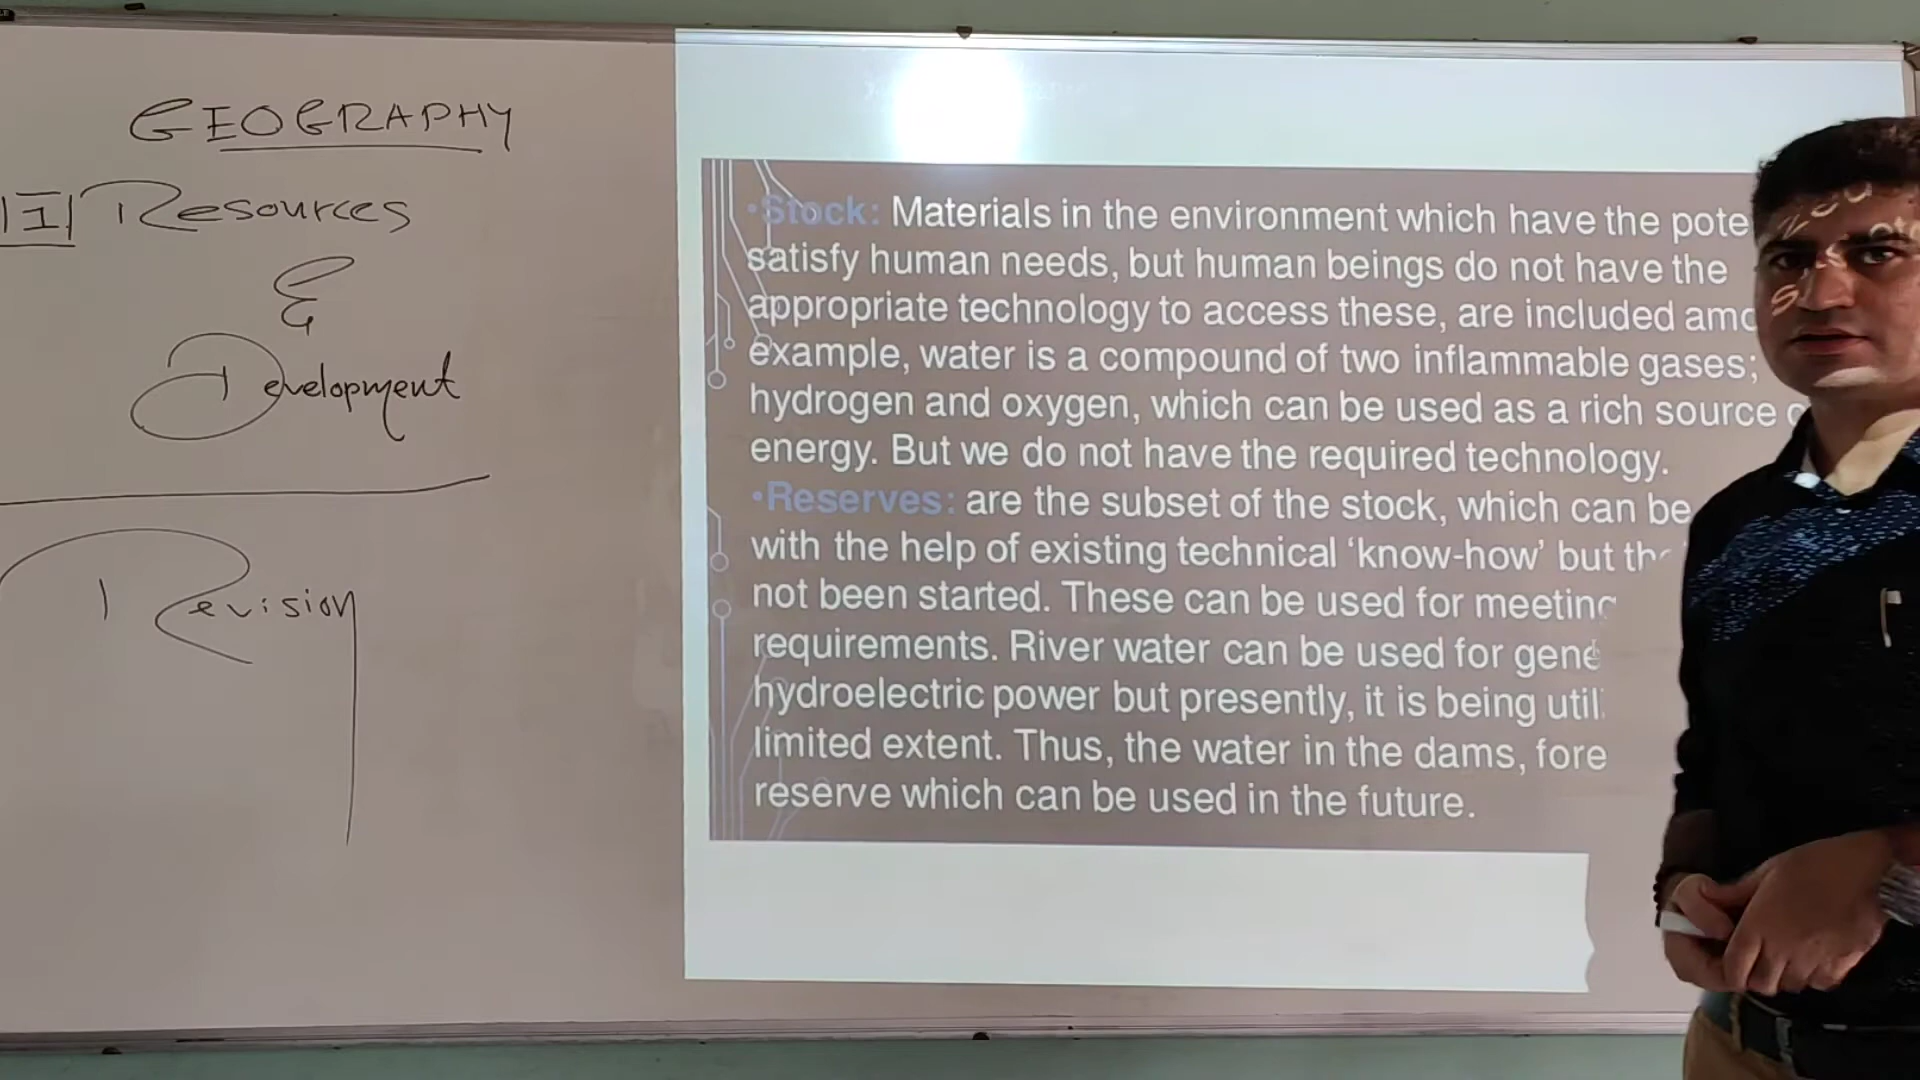 GEOGRAPHY
I Resources
&
Development
Revision
•Stock: Materials in the environment which have the pote
satisfy human needs, but human beings do not have the
appropriate technology to access these, are included amo
example, water is a compound of two inflammable gases;
hydrogen and oxygen, which can be used as a rich source o
energy. But we do not have the required technology.
•Reserves: are the subset of the stock, which can be
with the help of existing technical ‘know-how’ but the
not been started. These can be used for meeting
requirements. River water can be used for gene
hydroelectric power but presently, it is being util
limited extent. Thus, the water in the dams, fore
reserve which can be used in the future.